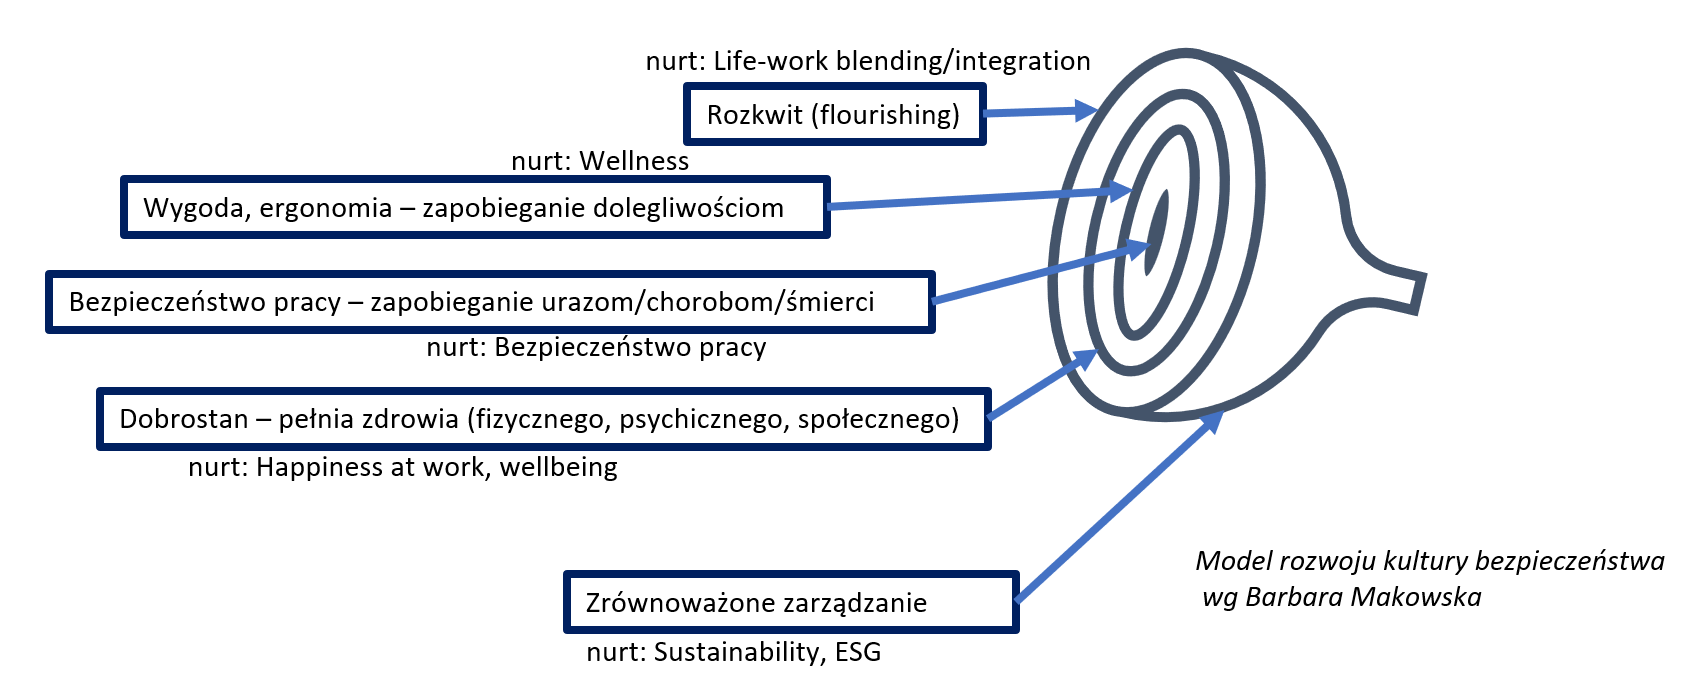 nurt: Life-work blending/integration
Rozkwit (flourishing)
nurt: Wellness
Wygoda, ergonomia – zapobieganie dolegliwościom
Bezpieczeństwo pracy – zapobieganie urazom/chorobom/śmierci
nurt: Bezpieczeństwo pracy
Dobrostan – pełnia zdrowia (fizycznego, psychicznego, społecznego)
nurt: Happiness at work, wellbeing
Model rozwoju kultury bezpieczeństwa
wg Barbara Makowska
Zrównoważone zarządzanie
nurt: Sustainability, ESG